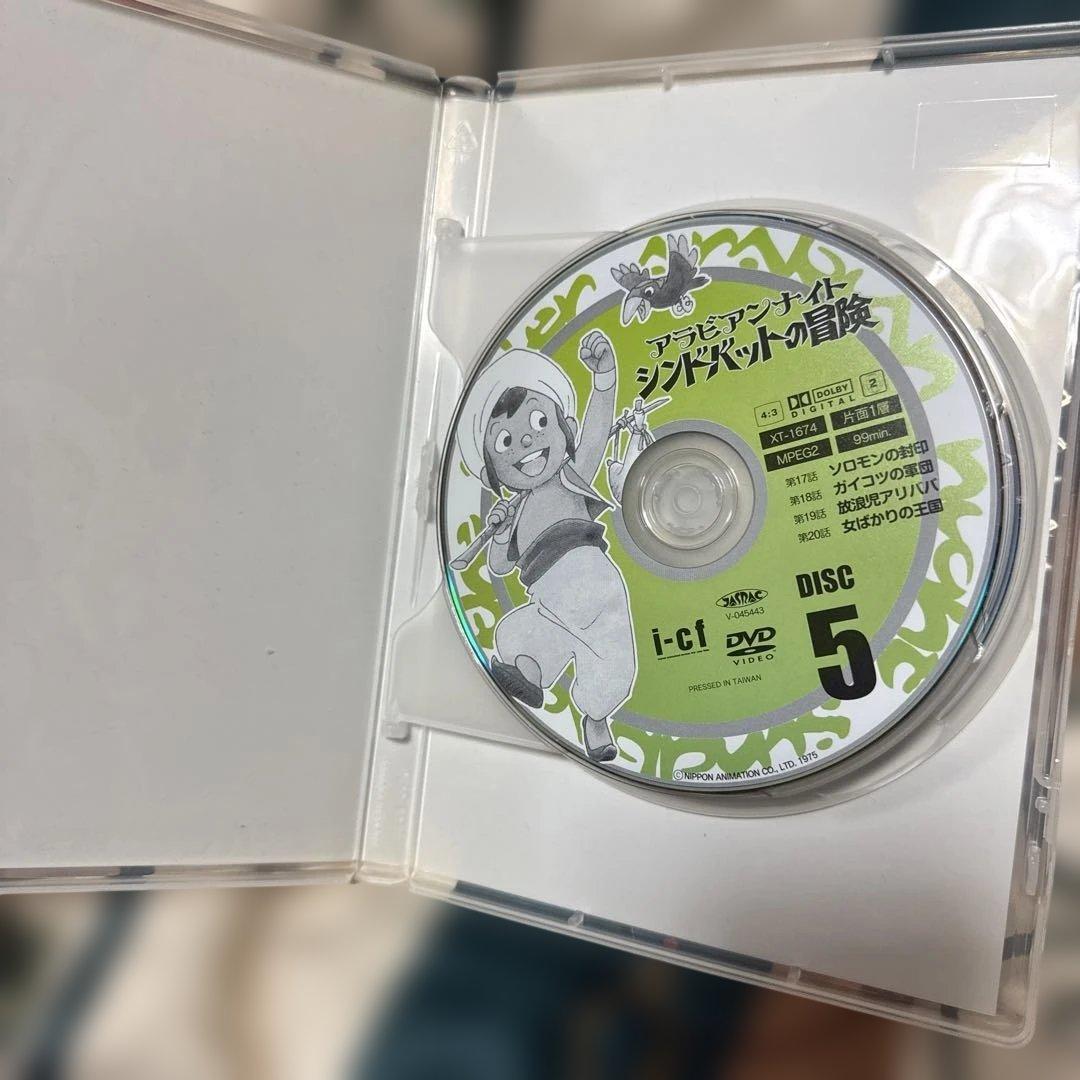 アラビアンナイト
シンドバットの冒険
4:3 DOLBY DIGITAL 2
XT-1674 片面1層
MPEG2 99min.
第17話 ソロモンの封印
第18話 ガイコツの軍団
第19話 放浪児アリババ
第20話 女ばかりの王国
DISC
5
JASRAC
V-045443
i-cf
DVD
VIDEO
PRESSED IN TAIWAN
©NIPPON ANIMATION CO., LTD. 1975